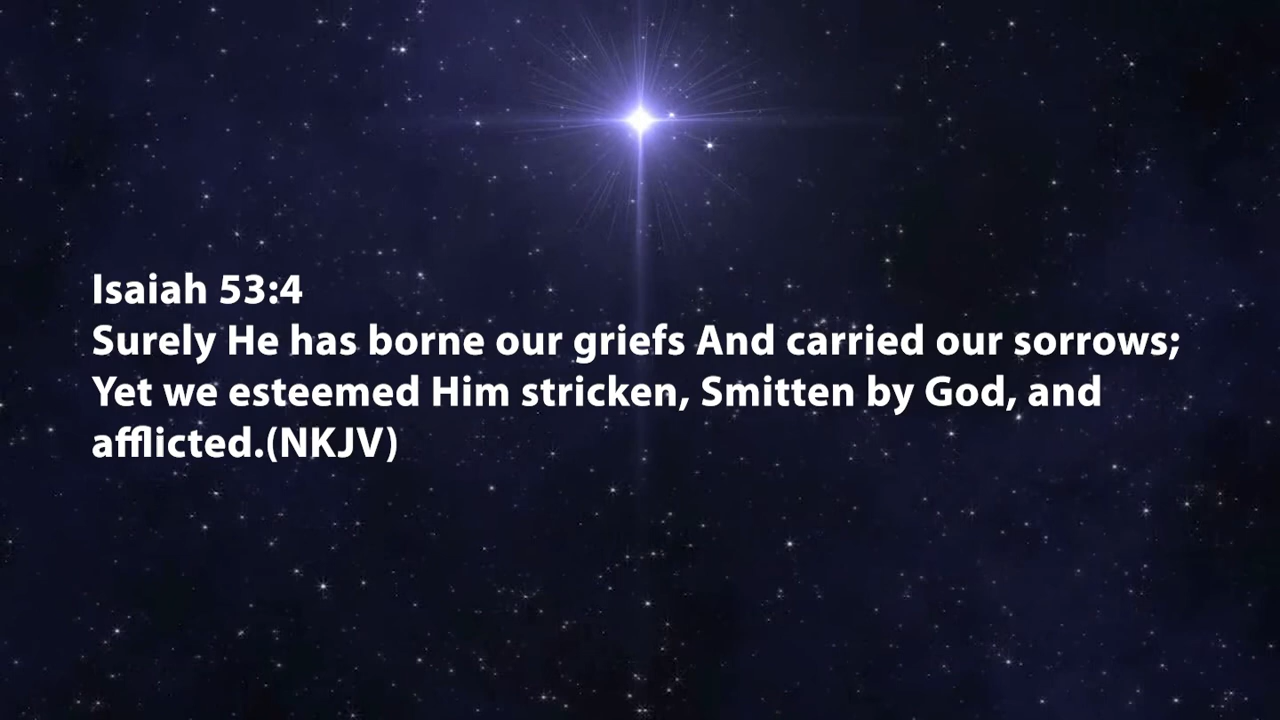 Isaiah 53:4
Surely He has borne our griefs And carried our sorrows;
Yet we esteemed Him stricken, Smitten by God, and
afflicted.(NKJV)